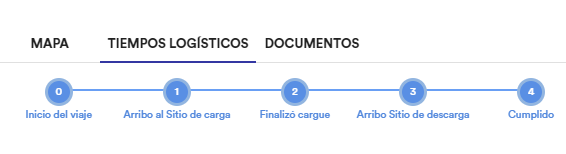 MAPA TIEMPOS LOGÍSTICOS DOCUMENTOS
0 1 2 3 4
Inicio del viaje Arribo al Sitio de carga Finalizó cargue Arribo Sitio de descarga Cumplido